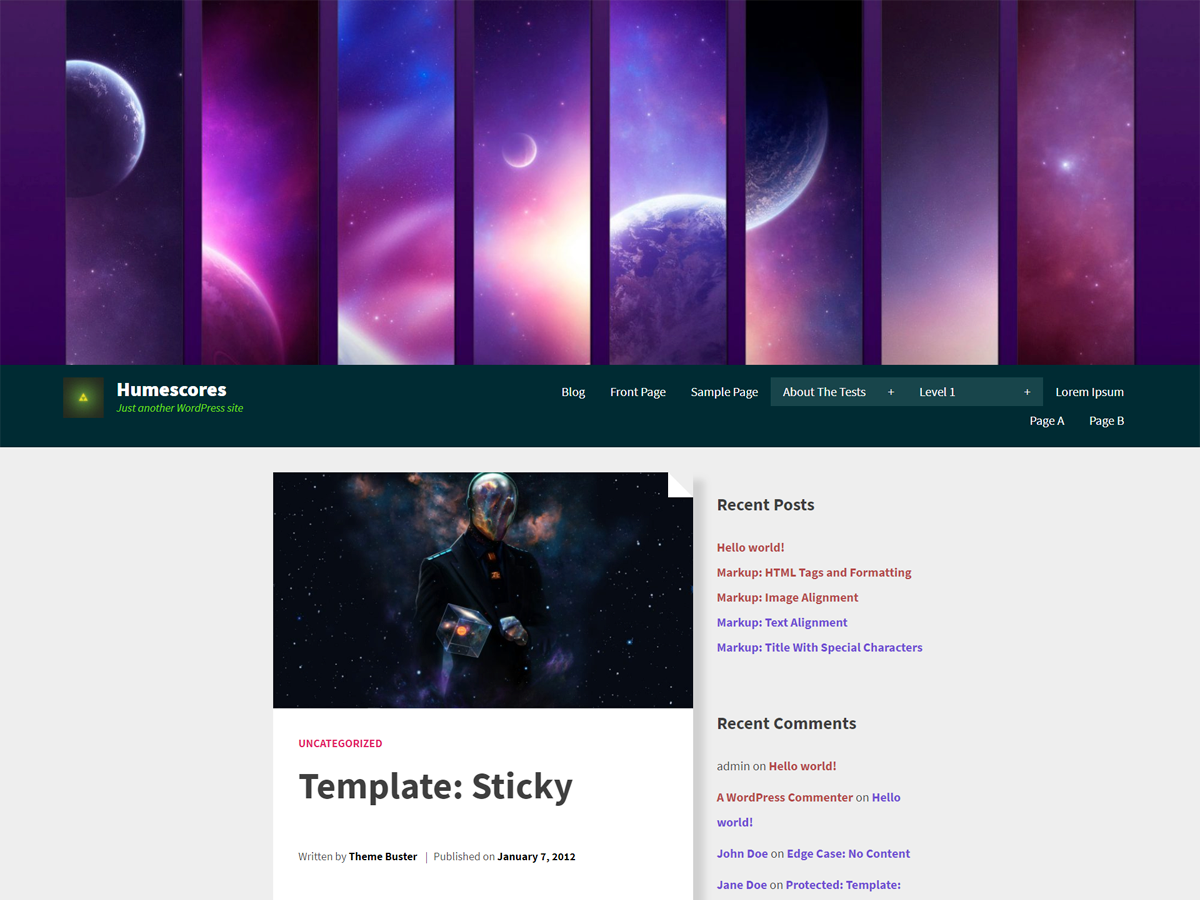 Humescores
Just another WordPress site
Blog Front Page Sample Page About The Tests + Level 1 + Lorem Ipsum
Page A Page B
UNCATEGORIZED
Template: Sticky
Written by Theme Buster | Published on January 7, 2012
Recent Posts
Hello world!
Markup: HTML Tags and Formatting
Markup: Image Alignment
Markup: Text Alignment
Markup: Title With Special Characters
Recent Comments
admin on Hello world!
A WordPress Commenter on Hello
world!
John Doe on Edge Case: No Content
Jane Doe on Protected: Template: